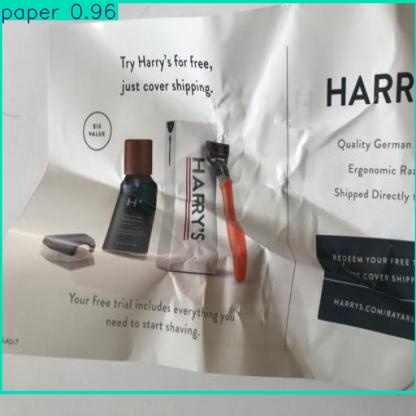 paper 0.96
Try Harry's for free,
just cover shipping.
$13
VALUE
H'
HARRY'S
Your free trial includes everything you
need to start shaving.
HARR
Quality German
Ergonomic Raz
Shipped Directly
REDEEM YOUR FREE T
COVER SHIPP
HARRYS.COM/BAYAR